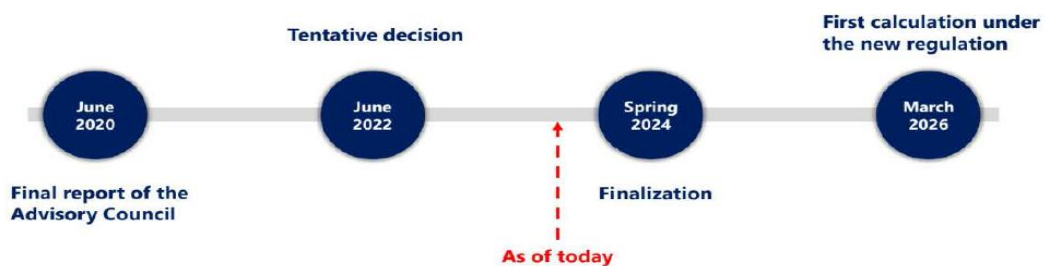 Tentative decision
First calculation under
the new regulation
June
2020
June
2022
Spring
2024
March
2026
Final report of the
Advisory Council
Finalization
As of today